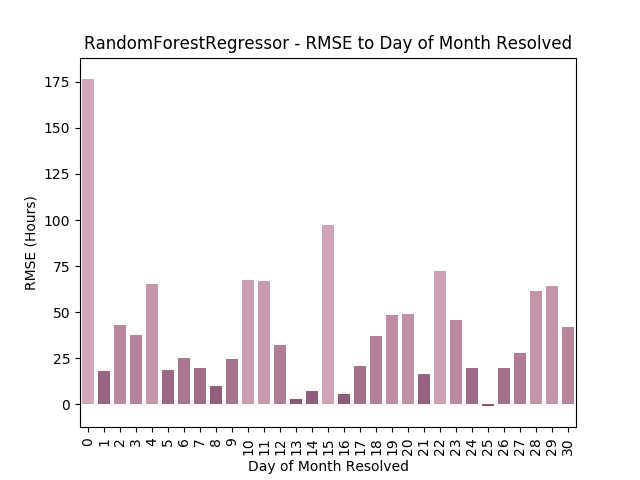 RandomForestRegressor - RMSE to Day of Month Resolved
175
150
125
100
75
50
25
0
RMSE (Hours)
0 1 2 3 4 5 6 7 8 9 10 11 12 13 14 15 16 17 18 19 20 21 22 23 24 25 26 27 28 29 30
Day of Month Resolved